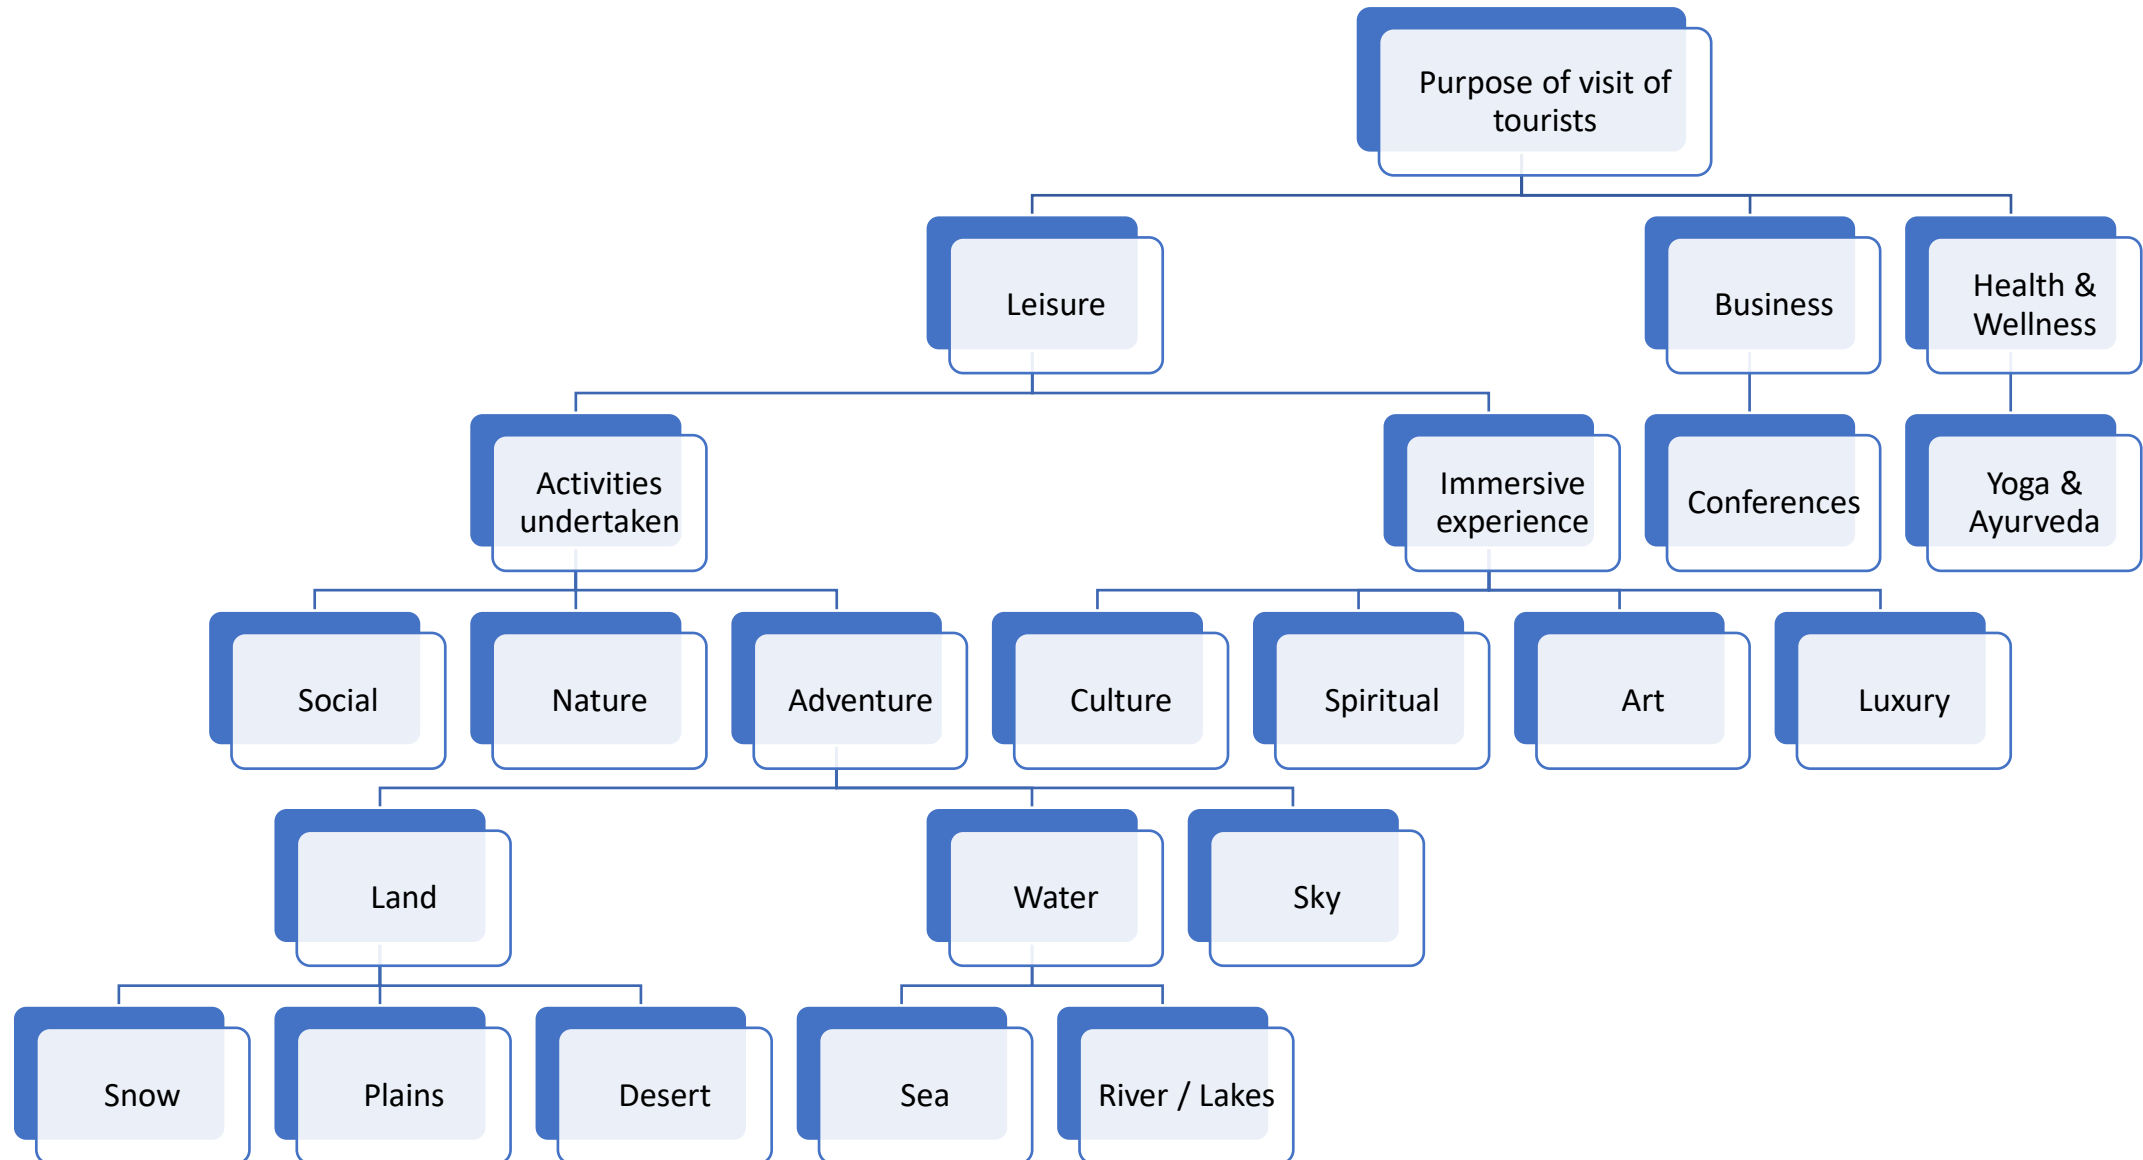 Purpose of visit of
tourists
Leisure
Business
Health &
Wellness
Activities
undertaken
Immersive
experience
Conferences
Yoga &
Ayurveda
Social
Nature
Adventure
Culture
Spiritual
Art
Luxury
Land
Water
Sky
Snow
Plains
Desert
Sea
River / Lakes